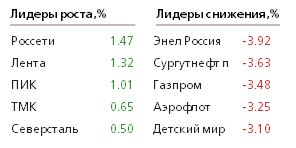 Лидеры роста,%
Россети 1.47
Лента 1.32
ПИК 1.01
ТМК 0.65
Северсталь 0.50
Лидеры снижения,%
Энел Россия -3.92
Сургутнефт п -3.63
Газпром -3.48
Аэрофлот -3.25
Детский мир -3.10